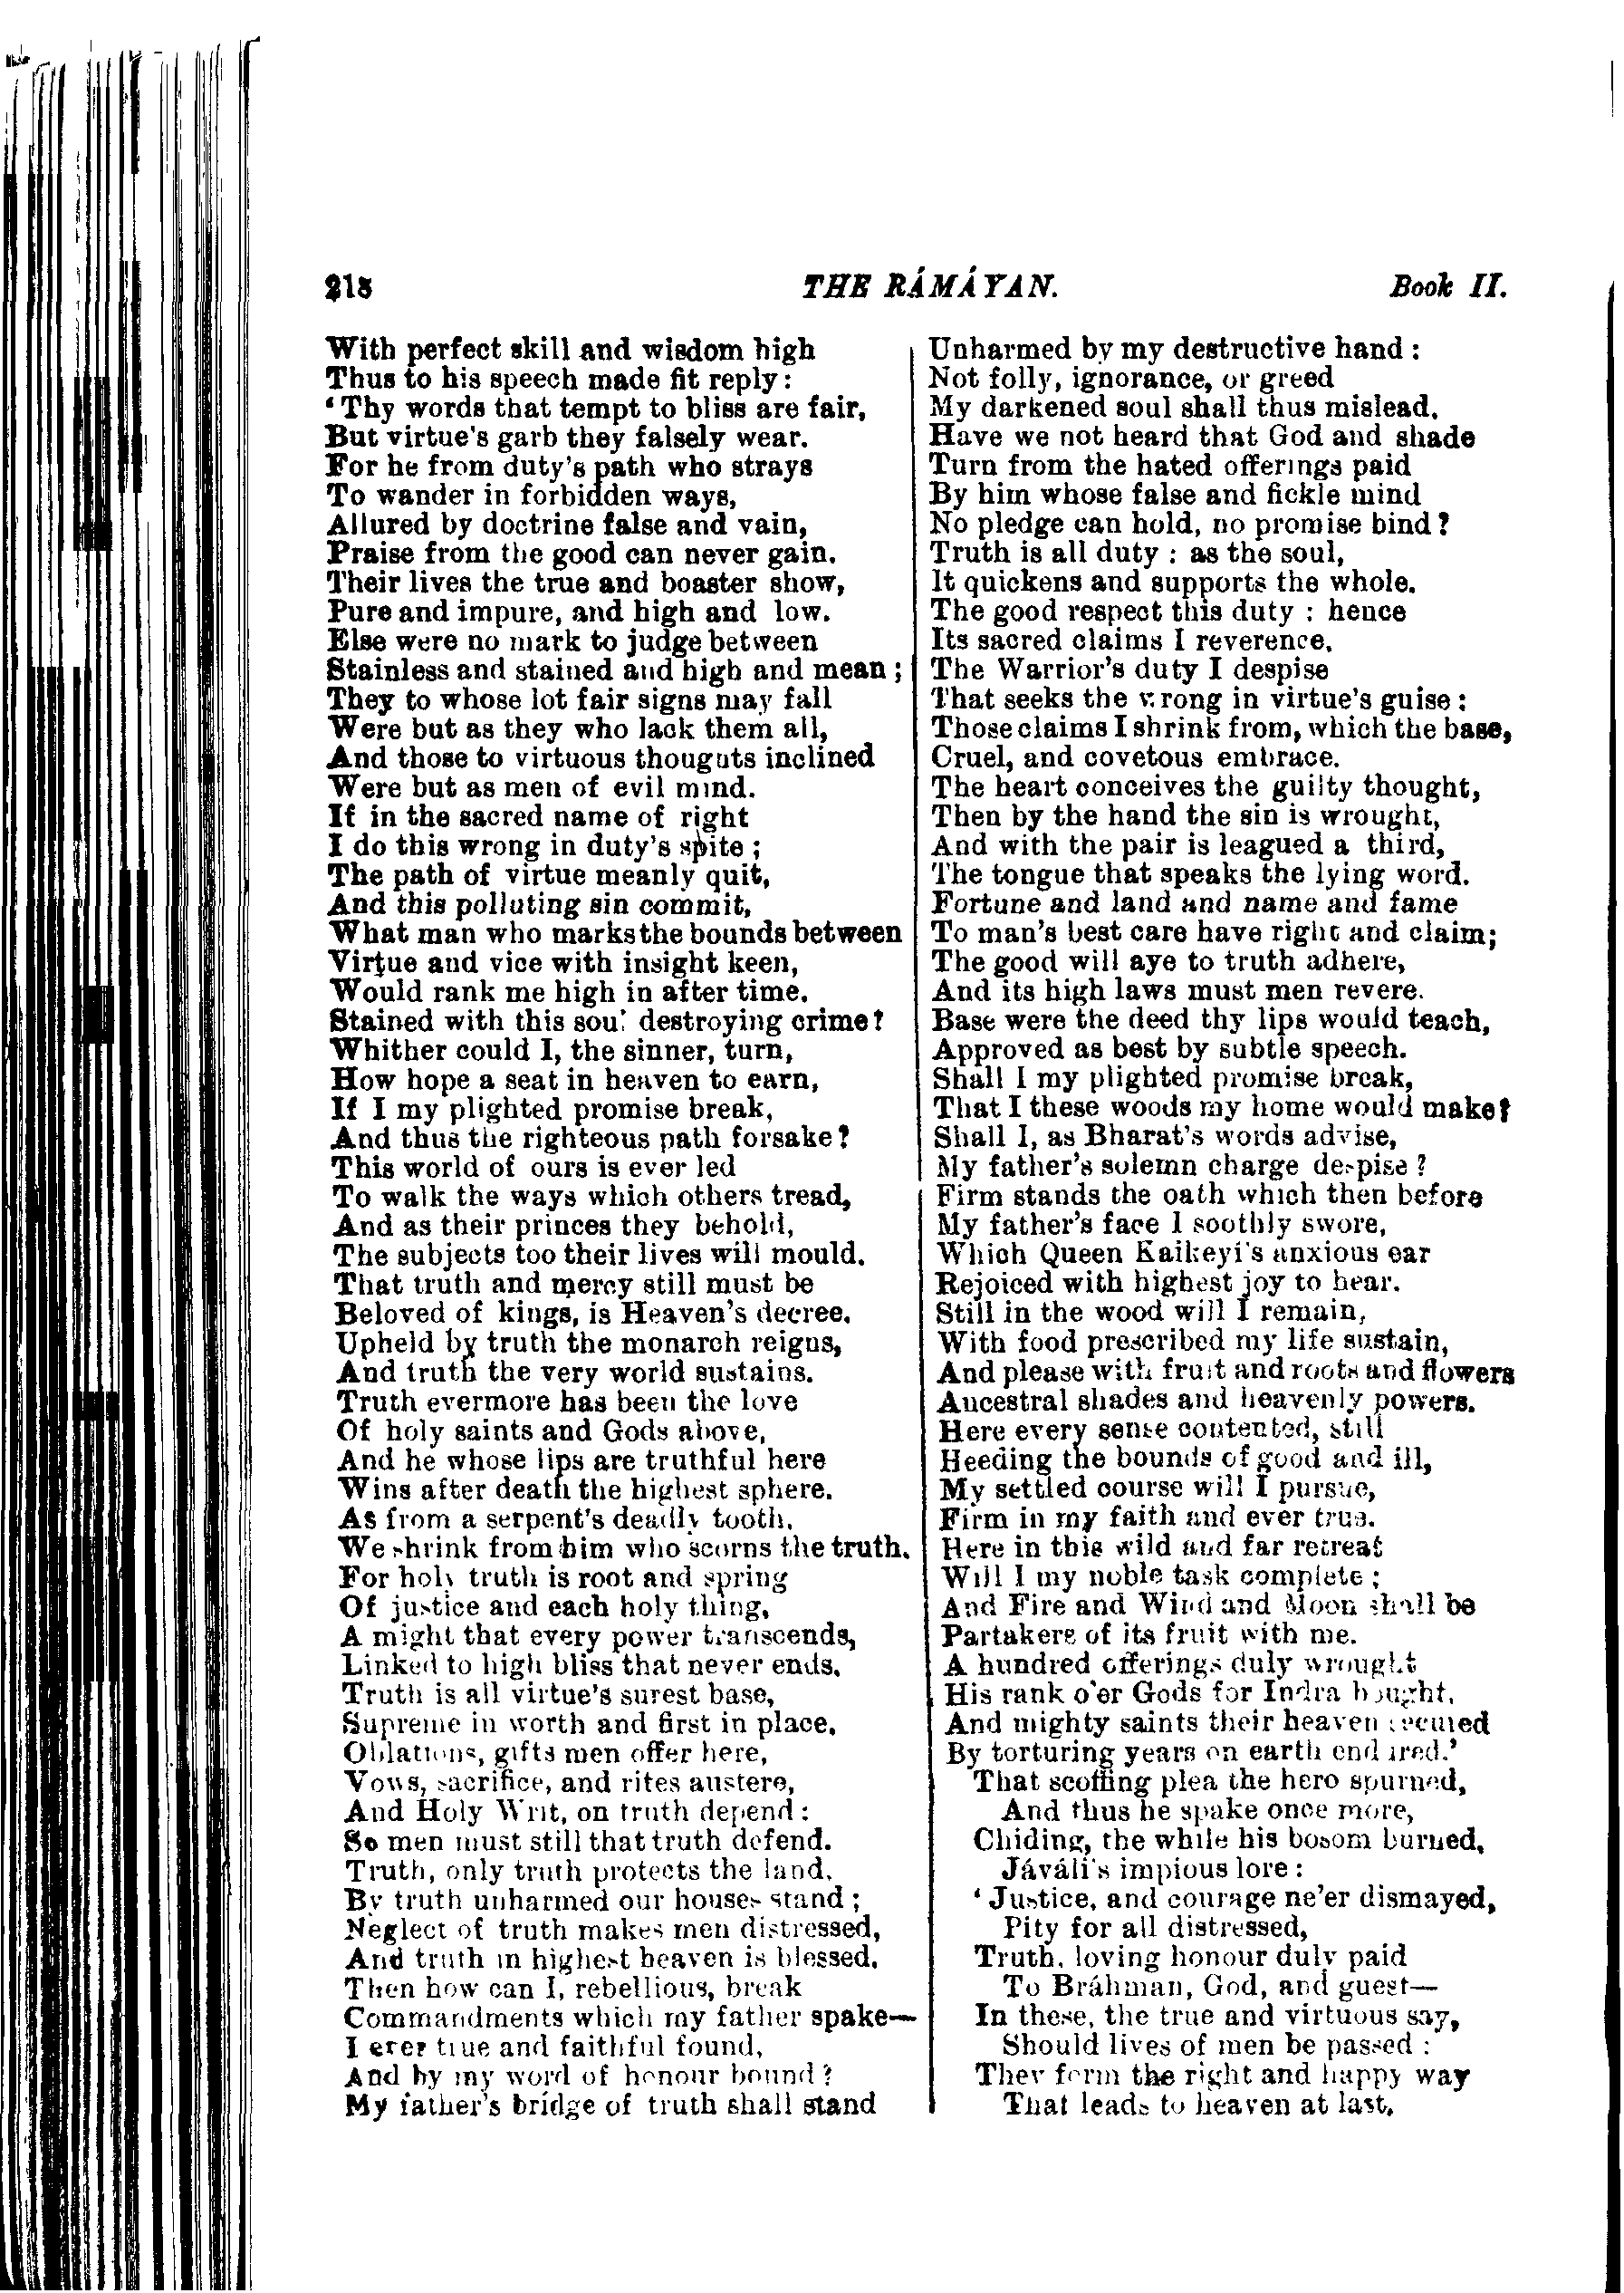 218 THE RÁMÁYAN. Book II.
With perfect skill and wisdom high
Thus to his speech made fit reply:
‘Thy words that tempt to bliss are fair,
But virtue's garb they falsely wear.
For he from duty's path who strays
To wander in forbidden ways,
Allured by doctrine false and vain,
Praise from the good can never gain.
Their lives the true and boaster show,
Pure and impure, and high and low.
Else were no mark to judge between
Stainless and stained and high and mean;
They to whose lot fair signs may fall
Were but as they who lack them all,
And those to virtuous thoughts inclined
Were but as men of evil mind.
If in the sacred name of right
I do this wrong in duty's spite;
The path of virtue meanly quit,
And this polluting sin commit,
What man who marks the bounds between
Virtue and vice with insight keen,
Would rank me high in after time,
Stained with this soul destroying crime?
Whither could I, the sinner, turn,
How hope a seat in heaven to earn,
If I my plighted promise break,
And thus the righteous path forsake?
This world of ours is ever led
To walk the ways which others tread,
And as their princes they behold,
The subjects too their lives will mould.
That truth and mercy still must be
Beloved of kings, is Heaven's decree.
Upheld by truth the monarch reigns,
And truth the very world sustains.
Truth evermore has been the love
Of holy saints and Gods above,
And he whose lips are truthful here
Wins after death the highest sphere.
As from a serpent's deadly tooth,
We shrink from him who scorns the truth.
For holy truth is root and spring
Of justice and each holy thing,
A might that every power transcends,
Linked to high bliss that never ends.
Truth is all virtue's surest base,
Supreme in worth and first in place.
Oblations, gifts men offer here,
Vows, sacrifice, and rites austere,
And Holy Writ, on truth depend:
So men must still that truth defend.
Truth, only truth protects the land,
By truth unharmed our houses stand;
Neglect of truth makes men distressed,
And truth in highest heaven is blessed.
Then how can I, rebellious, break
Commandments which my father spake—
I ever true and faithful found,
And by my word of honour bound?
My father's bridge of truth shall stand
Unharmed by my destructive hand:
Not folly, ignorance, or greed
My darkened soul shall thus mislead.
Have we not heard that God and shade
Turn from the hated offerings paid
By him whose false and fickle mind
No pledge can hold, no promise bind?
Truth is all duty: as the soul,
It quickens and supports the whole.
The good respect this duty: hence
Its sacred claims I reverence.
The Warrior's duty I despise
That seeks the wrong in virtue's guise:
Those claims I shrink from, which the base,
Cruel, and covetous embrace.
The heart conceives the guilty thought,
Then by the hand the sin is wrought,
And with the pair is leagued a third,
The tongue that speaks the lying word.
Fortune and land and name and fame
To man's best care have right and claim;
The good will aye to truth adhere,
And its high laws must men revere.
Base were the deed thy lips would teach,
Approved as best by subtle speech.
Shall I my plighted promise break,
That I these woods my home would make?
Shall I, as Bharat's words advise,
My father's solemn charge despise?
Firm stands the oath which then before
My father's face I soothly swore,
Which Queen Kaikeyí's anxious ear
Rejoiced with highest joy to hear.
Still in the wood will I remain,
With food prescribed my life sustain,
And please with fruit and roots and flowers
Ancestral shades and heavenly powers.
Here every sense contented, still
Heeding the bounds of good and ill,
My settled course will I pursue,
Firm in my faith and ever true.
Here in this wild and far retreat
Will I my noble task complete;
And Fire and Wind and Moon shall be
Partakers of its fruit with me.
A hundred offerings duly wrought
His rank o'er Gods for Indra bought,
And mighty saints their heaven secured
By torturing years on earth endured.’
That scoffing plea the hero spurned,
And thus he spake once more,
Chiding, the while his bosom burned,
Jáváli's impious lore:
‘Justice, and courage ne'er dismayed,
Pity for all distressed,
Truth, loving honour duly paid
To Bráhman, God, and guest—
In these, the true and virtuous say,
Should lives of men be passed:
They form the right and happy way
That leads to heaven at last.